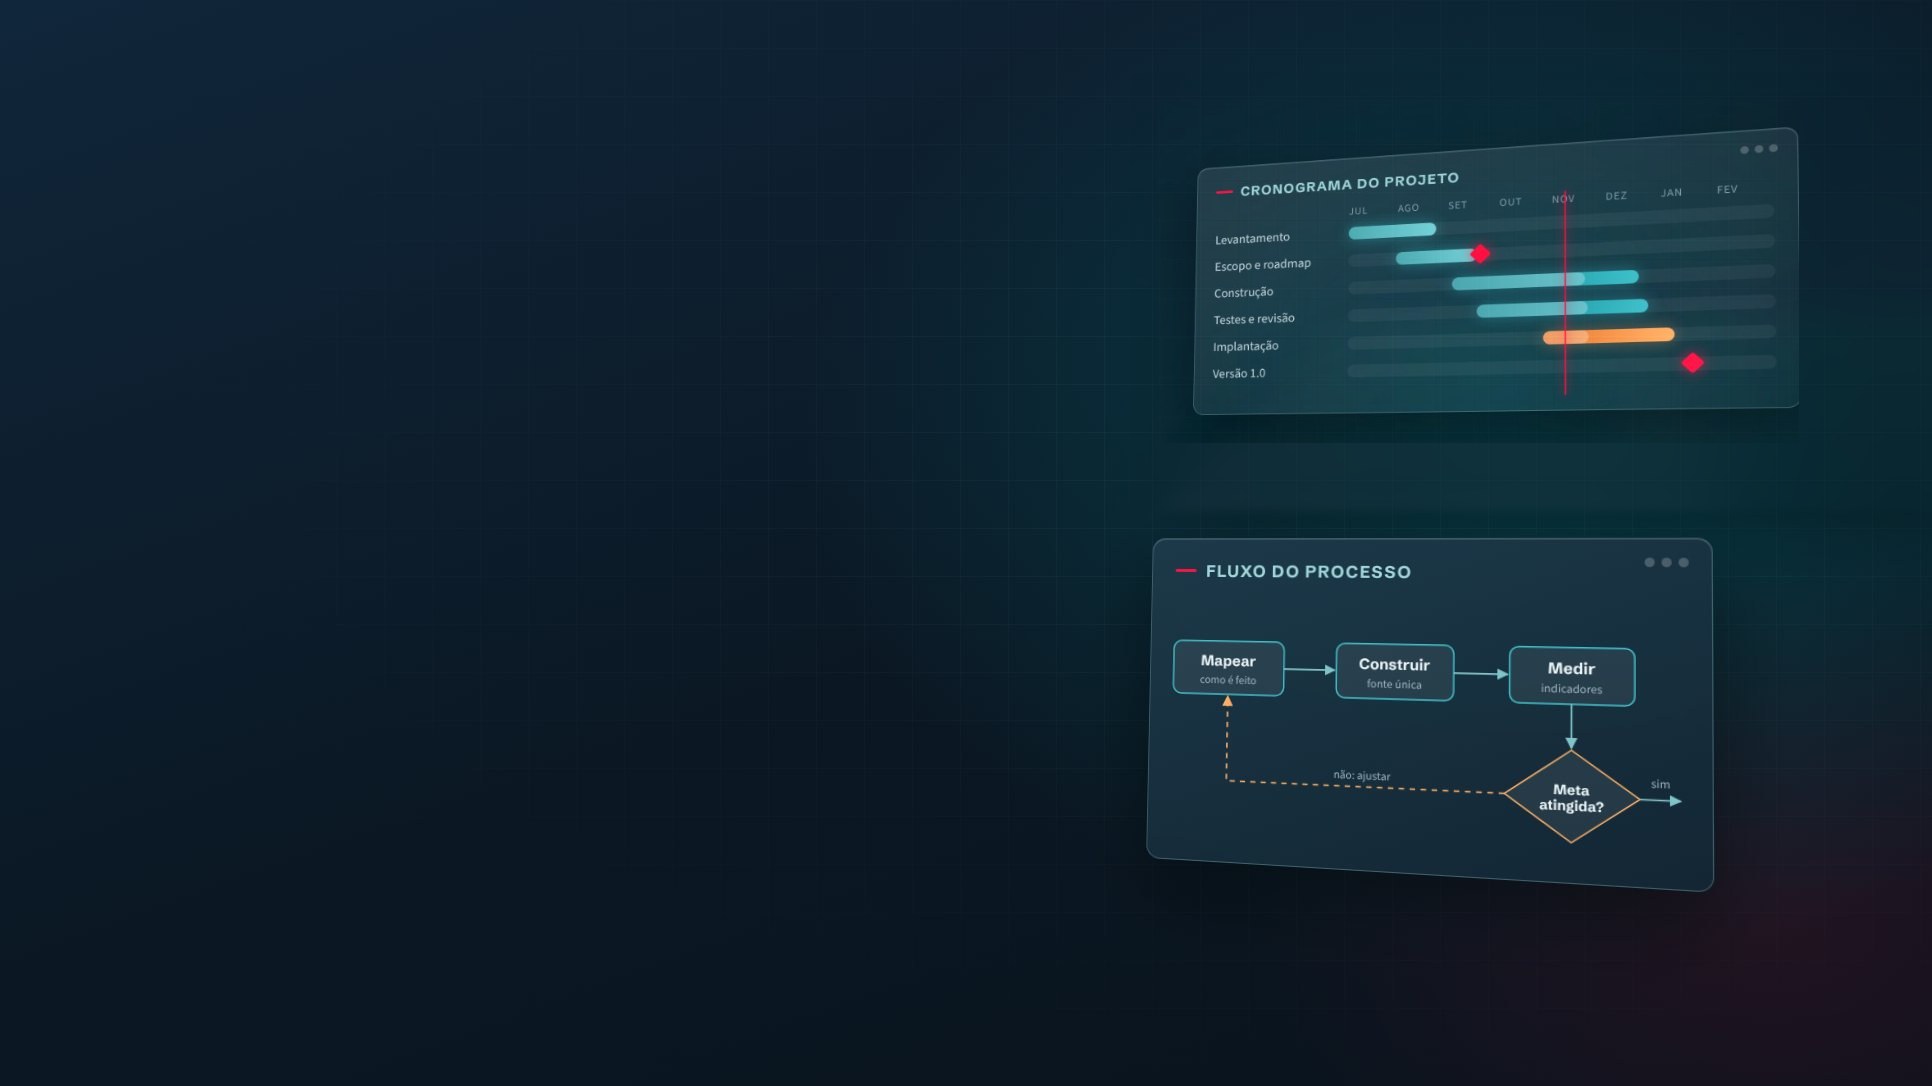 CRONOGRAMA DO PROJETO
JUL AGO SET OUT NOV DEZ JAN FEV
Levantamento
Escopo e roadmap
Construção
Testes e revisão
Implantação
Versão 1.0
FLUXO DO PROCESSO
Mapear
como é feito
Construir
fonte única
Medir
indicadores
não: ajustar
Meta
atingida?
sim